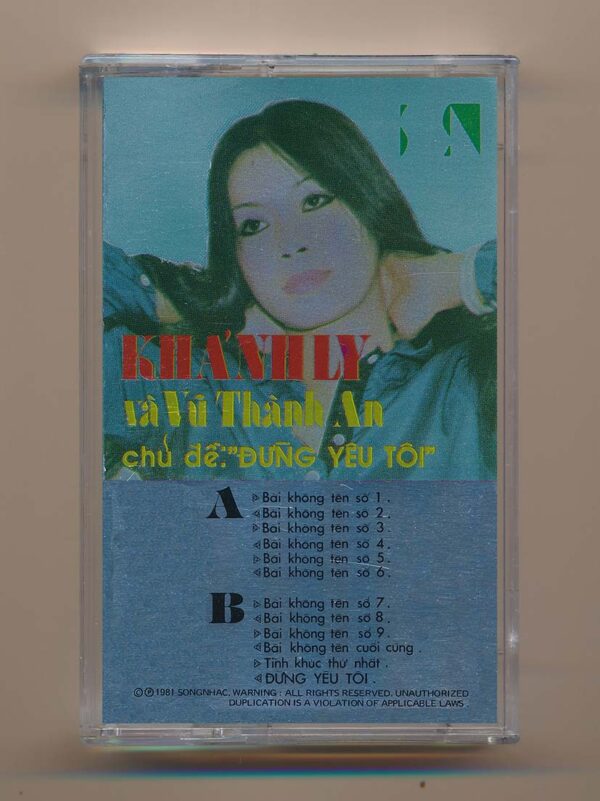 SN
KHÁNH LY
và Vũ Thành An
chủ đề:"ĐỪNG YÊU TÔI"
A
▷Bài không tên số 1.
◁Bài không tên số 2.
▷Bài không tên số 3.
◁Bài không tên số 4.
▷Bài không tên số 5.
◁Bài không tên số 6.
B
▷Bài không tên số 7.
◁Bài không tên số 8.
▷Bài không tên số 9.
◁Bài không tên cuối cùng.
▷Tình khúc thứ nhất.
◁ĐỪNG YÊU TÔI.
©℗1981 SONGNHAC, WARNING: ALL RIGHTS RESERVED. UNAUTHORIZED
DUPLICATION IS A VIOLATION OF APPLICABLE LAWS.